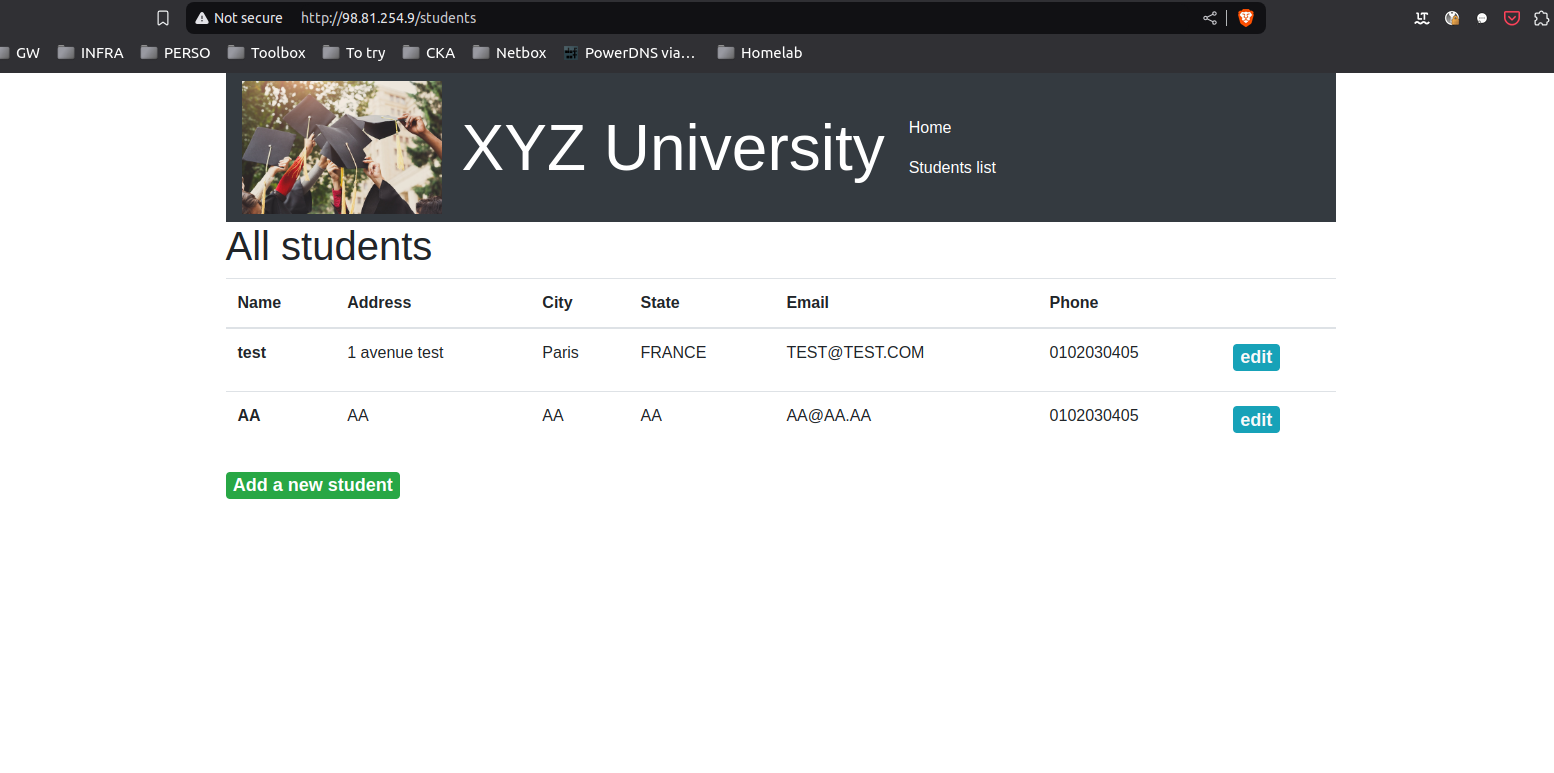 Not secure http://98.81.254.9/students
GW INFRA PERSO Toolbox To try CKA Netbox PowerDNS via… Homelab
XYZ University
Home
Students list
All students
Name Address City State Email Phone
test 1 avenue test Paris FRANCE TEST@TEST.COM 0102030405 edit
AA AA AA AA AA@AA.AA 0102030405 edit
Add a new student